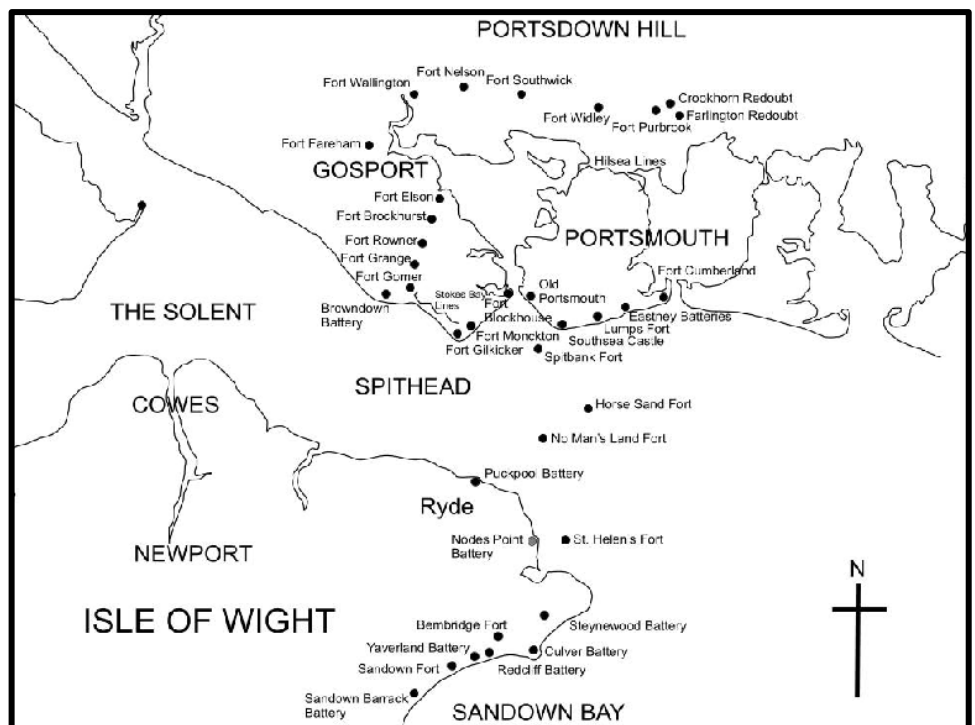 PORTSDOWN HILL
Fort Wallington
Fort Nelson
Fort Southwick
Fort Widley
Fort Purbrook
Crookhorn Redoubt
Farlington Redoubt
Fort Fareham
GOSPORT
Hilsea Lines
Fort Elson
Fort Brockhurst
Fort Rowner
Fort Grange
Fort Gomer
PORTSMOUTH
Fort Cumberland
Browndown
Battery
Stokes Bay
Lines
Fort
Blockhouse
Old
Portsmouth
Eastney Batteries
Lumps Fort
Southsea Castle
Fort Monckton
Fort Gilkicker
Spitbank Fort
THE SOLENT
SPITHEAD
COWES
Horse Sand Fort
No Man's Land Fort
Puckpool Battery
Ryde
Nodes Point
Battery
St. Helen's Fort
NEWPORT
N
ISLE OF WIGHT
Bembridge Fort
Steynewood Battery
Yaverland Battery
Culver Battery
Sandown Fort
Redcliff Battery
Sandown Barrack
Battery
SANDOWN BAY